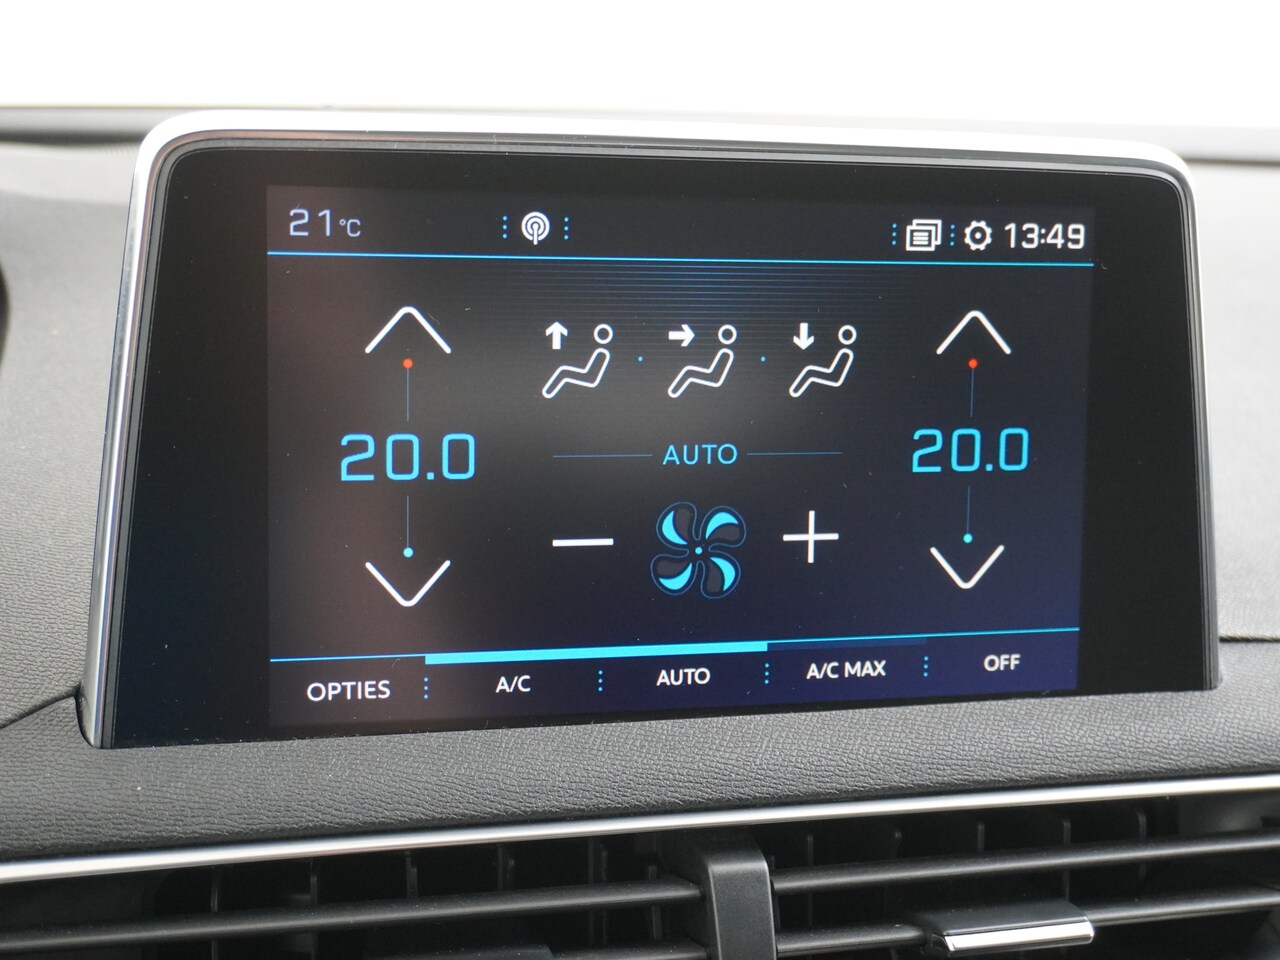 21°C 13:49
20.0 AUTO 20.0
OPTIES A/C AUTO A/C MAX OFF